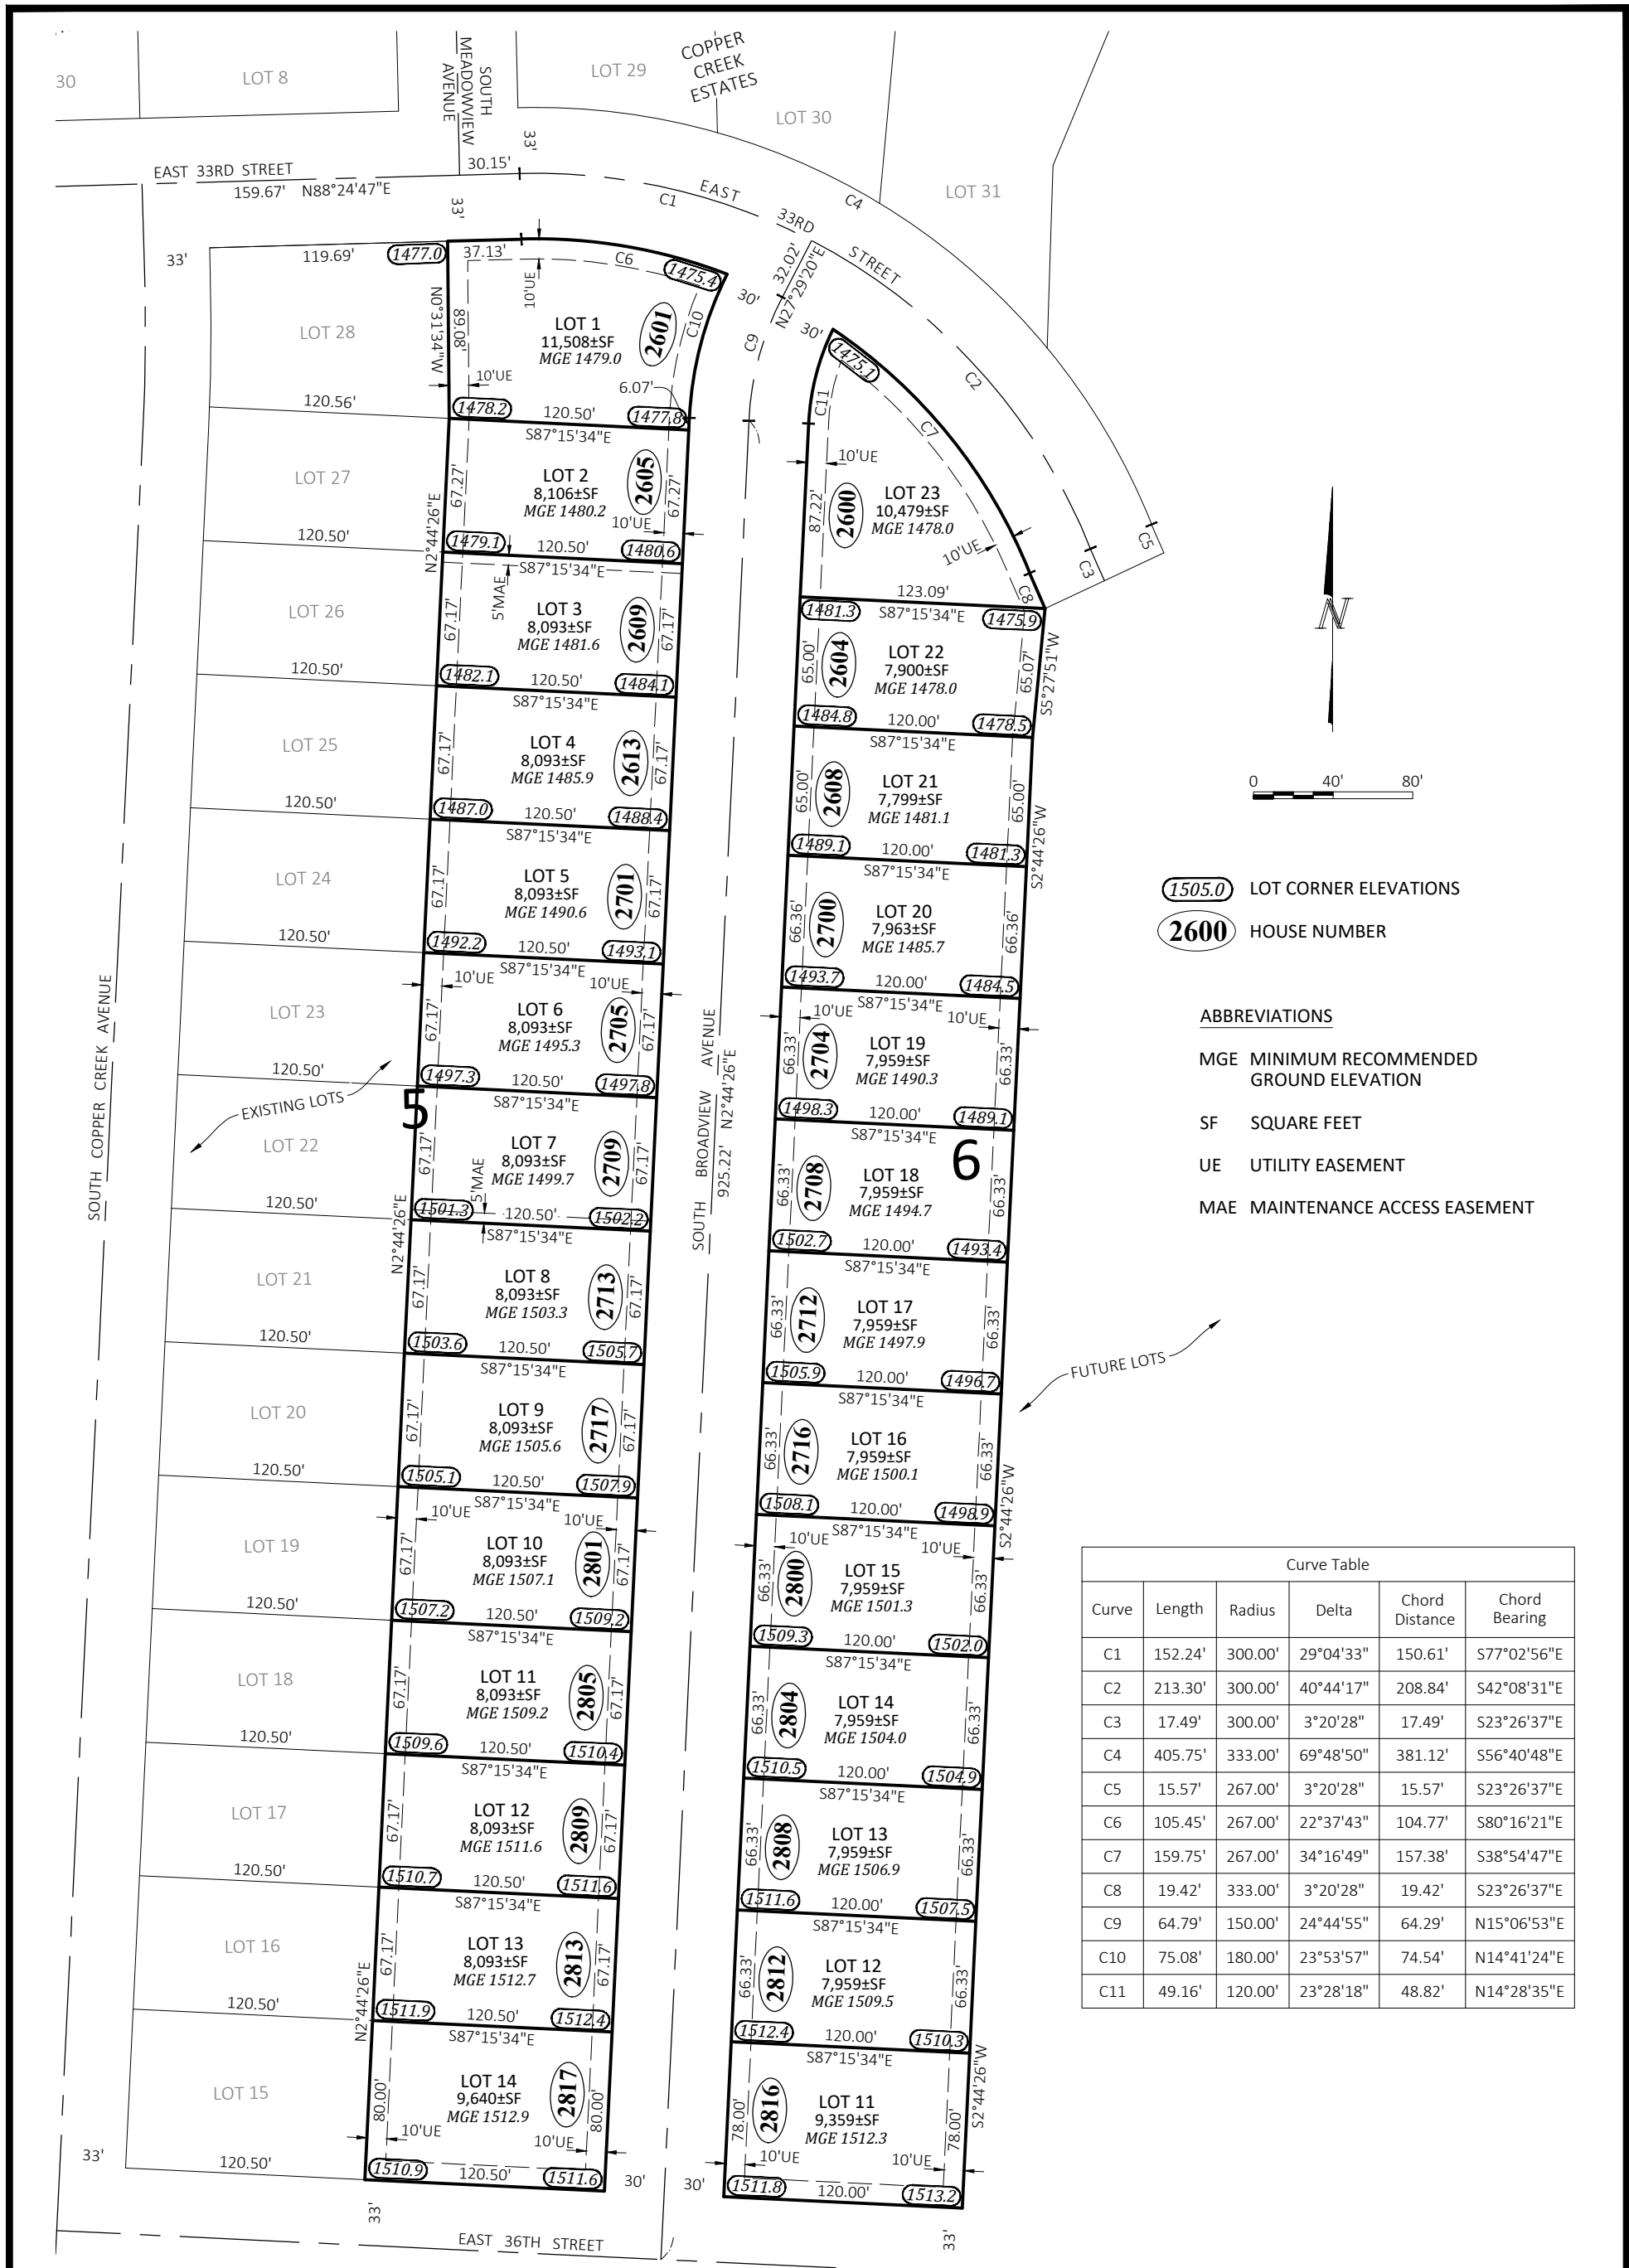 30
LOT 8
SOUTH
MEADOWVIEW
AVENUE
LOT 29
COPPER
CREEK
ESTATES
LOT 30
LOT 31
EAST 33RD STREET
159.67' N88°24'47"E
30.15'
33'
33'
C1
EAST
33RD
STREET
C4
C2
C3
C5
33'
119.69'
1477.0
37.13'
C6
1475.4
10'UE
30'
32.02'
N27°29'20"E
30'
C9
C10
LOT 28
N0°31'34"W
89.08'
LOT 1
11,508±SF
MGE 1479.0
2601
10'UE
6.07'
120.56'
1478.2
120.50'
1477.8
S87°15'34"E
LOT 27
67.27'
LOT 2
8,106±SF
MGE 1480.2
2605
67.27'
10'UE
N2°44'26"E
120.50'
1479.1
120.50'
1480.6
S87°15'34"E
5'MAE
LOT 26
67.17'
LOT 3
8,093±SF
MGE 1481.6
2609
67.17'
120.50'
1482.1
120.50'
1484.1
S87°15'34"E
LOT 25
67.17'
LOT 4
8,093±SF
MGE 1485.9
2613
67.17'
120.50'
1487.0
120.50'
1488.4
S87°15'34"E
LOT 24
67.17'
LOT 5
8,093±SF
MGE 1490.6
2701
67.17'
120.50'
1492.2
120.50'
1493.1
S87°15'34"E
10'UE
10'UE
LOT 23
67.17'
LOT 6
8,093±SF
MGE 1495.3
2705
67.17'
120.50'
1497.3
120.50'
1497.8
S87°15'34"E
EXISTING LOTS
5
LOT 22
67.17'
LOT 7
8,093±SF
MGE 1499.7
2709
67.17'
5'MAE
120.50'
1501.3
120.50'
1502.2
S87°15'34"E
N2°44'26"E
LOT 21
67.17'
LOT 8
8,093±SF
MGE 1503.3
2713
67.17'
120.50'
1503.6
120.50'
1505.7
S87°15'34"E
LOT 20
67.17'
LOT 9
8,093±SF
MGE 1505.6
2717
67.17'
120.50'
1505.1
120.50'
1507.9
S87°15'34"E
10'UE
10'UE
LOT 19
67.17'
LOT 10
8,093±SF
MGE 1507.1
2801
67.17'
120.50'
1507.2
120.50'
1509.2
S87°15'34"E
LOT 18
67.17'
LOT 11
8,093±SF
MGE 1509.2
2805
67.17'
120.50'
1509.6
120.50'
1510.4
S87°15'34"E
LOT 17
67.17'
LOT 12
8,093±SF
MGE 1511.6
2809
67.17'
120.50'
1510.7
120.50'
1511.6
S87°15'34"E
LOT 16
67.17'
LOT 13
8,093±SF
MGE 1512.7
2813
67.17'
N2°44'26"E
120.50'
1511.9
120.50'
1512.4
S87°15'34"E
LOT 15
80.00'
LOT 14
9,640±SF
MGE 1512.9
2817
80.00'
10'UE
10'UE
33'
120.50'
1510.9
120.50'
1511.6
30'
33'
EAST 36TH STREET
SOUTH COPPER CREEK AVENUE
SOUTH BROADVIEW AVENUE
925.22' N2°44'26"E
1475.1
C11
C7
10'UE
87.22'
2600
LOT 23
10,479±SF
MGE 1478.0
10'UE
C8
123.09'
1481.3
S87°15'34"E
1475.9
65.00'
2604
LOT 22
7,900±SF
MGE 1478.0
65.07'
S5°27'51"W
1484.8
120.00'
1478.5
S87°15'34"E
65.00'
2608
LOT 21
7,799±SF
MGE 1481.1
65.00'
S2°44'26"W
1489.1
120.00'
1481.3
S87°15'34"E
66.36'
2700
LOT 20
7,963±SF
MGE 1485.7
66.36'
1493.7
120.00'
1484.5
S87°15'34"E
10'UE
10'UE
66.33'
2704
LOT 19
7,959±SF
MGE 1490.3
66.33'
1498.3
120.00'
1489.1
S87°15'34"E
6
66.33'
2708
LOT 18
7,959±SF
MGE 1494.7
66.33'
1502.7
120.00'
1493.4
S87°15'34"E
66.33'
2712
LOT 17
7,959±SF
MGE 1497.9
66.33'
FUTURE LOTS
1505.9
120.00'
1496.7
S87°15'34"E
66.33'
2716
LOT 16
7,959±SF
MGE 1500.1
66.33'
1508.1
120.00'
1498.9
S87°15'34"E
S2°44'26"W
10'UE
10'UE
66.33'
2800
LOT 15
7,959±SF
MGE 1501.3
66.33'
1509.3
120.00'
1502.0
S87°15'34"E
66.33'
2804
LOT 14
7,959±SF
MGE 1504.0
66.33'
1510.5
120.00'
1504.9
S87°15'34"E
66.33'
2808
LOT 13
7,959±SF
MGE 1506.9
66.33'
1511.6
120.00'
1507.5
S87°15'34"E
66.33'
2812
LOT 12
7,959±SF
MGE 1509.5
66.33'
1512.4
120.00'
1510.3
S87°15'34"E
S2°44'26"W
78.00'
2816
LOT 11
9,359±SF
MGE 1512.3
78.00'
10'UE
10'UE
30'
1511.8
120.00'
1513.2
33'
N
0 40' 80'
1505.0 LOT CORNER ELEVATIONS
2600 HOUSE NUMBER
ABBREVIATIONS
MGE MINIMUM RECOMMENDED
GROUND ELEVATION
SF SQUARE FEET
UE UTILITY EASEMENT
MAE MAINTENANCE ACCESS EASEMENT
Curve Table
Curve Length Radius Delta Chord Distance Chord Bearing
C1 152.24' 300.00' 29°04'33" 150.61' S77°02'56"E
C2 213.30' 300.00' 40°44'17" 208.84' S42°08'31"E
C3 17.49' 300.00' 3°20'28" 17.49' S23°26'37"E
C4 405.75' 333.00' 69°48'50" 381.12' S56°40'48"E
C5 15.57' 267.00' 3°20'28" 15.57' S23°26'37"E
C6 105.45' 267.00' 22°37'43" 104.77' S80°16'21"E
C7 159.75' 267.00' 34°16'49" 157.38' S38°54'47"E
C8 19.42' 333.00' 3°20'28" 19.42' S23°26'37"E
C9 64.79' 150.00' 24°44'55" 64.29' N15°06'53"E
C10 75.08' 180.00' 23°53'57" 74.54' N14°41'24"E
C11 49.16' 120.00' 23°28'18" 48.82' N14°28'35"E